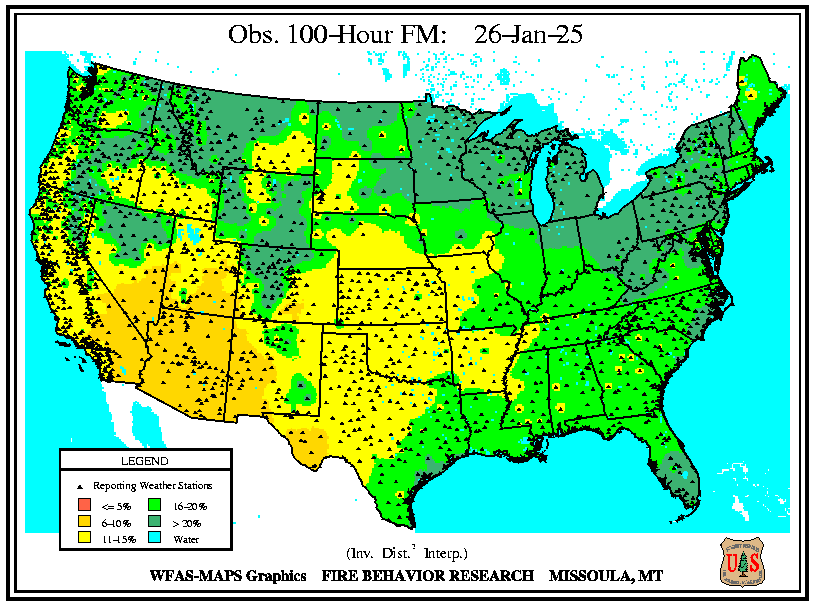 Obs. 100-Hour FM: 26-Jan-25
LEGEND
Reporting Weather Stations
<= 5% 16-20%
6-10% > 20%
11-15% Water
(Inv. Dist.² Interp.)
WFAS-MAPS Graphics FIRE BEHAVIOR RESEARCH MISSOULA, MT
U S